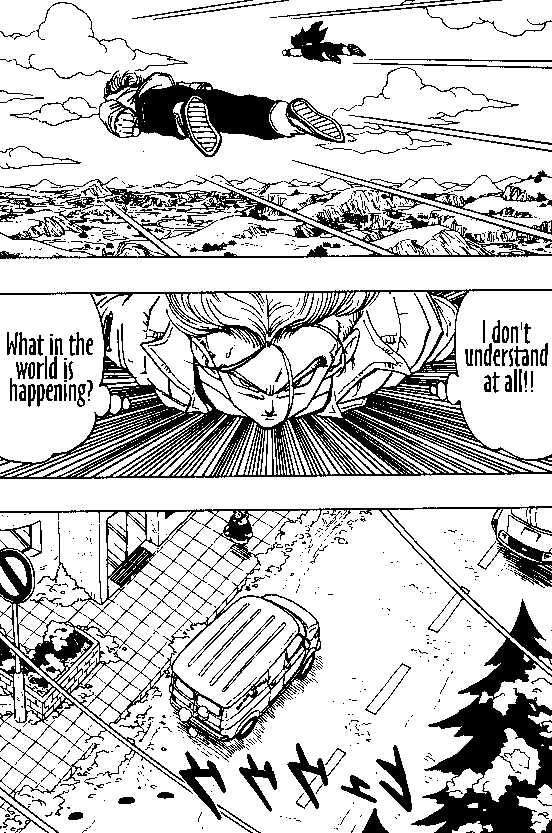 I don't
understand
at all!!
What in the
world is
happening?